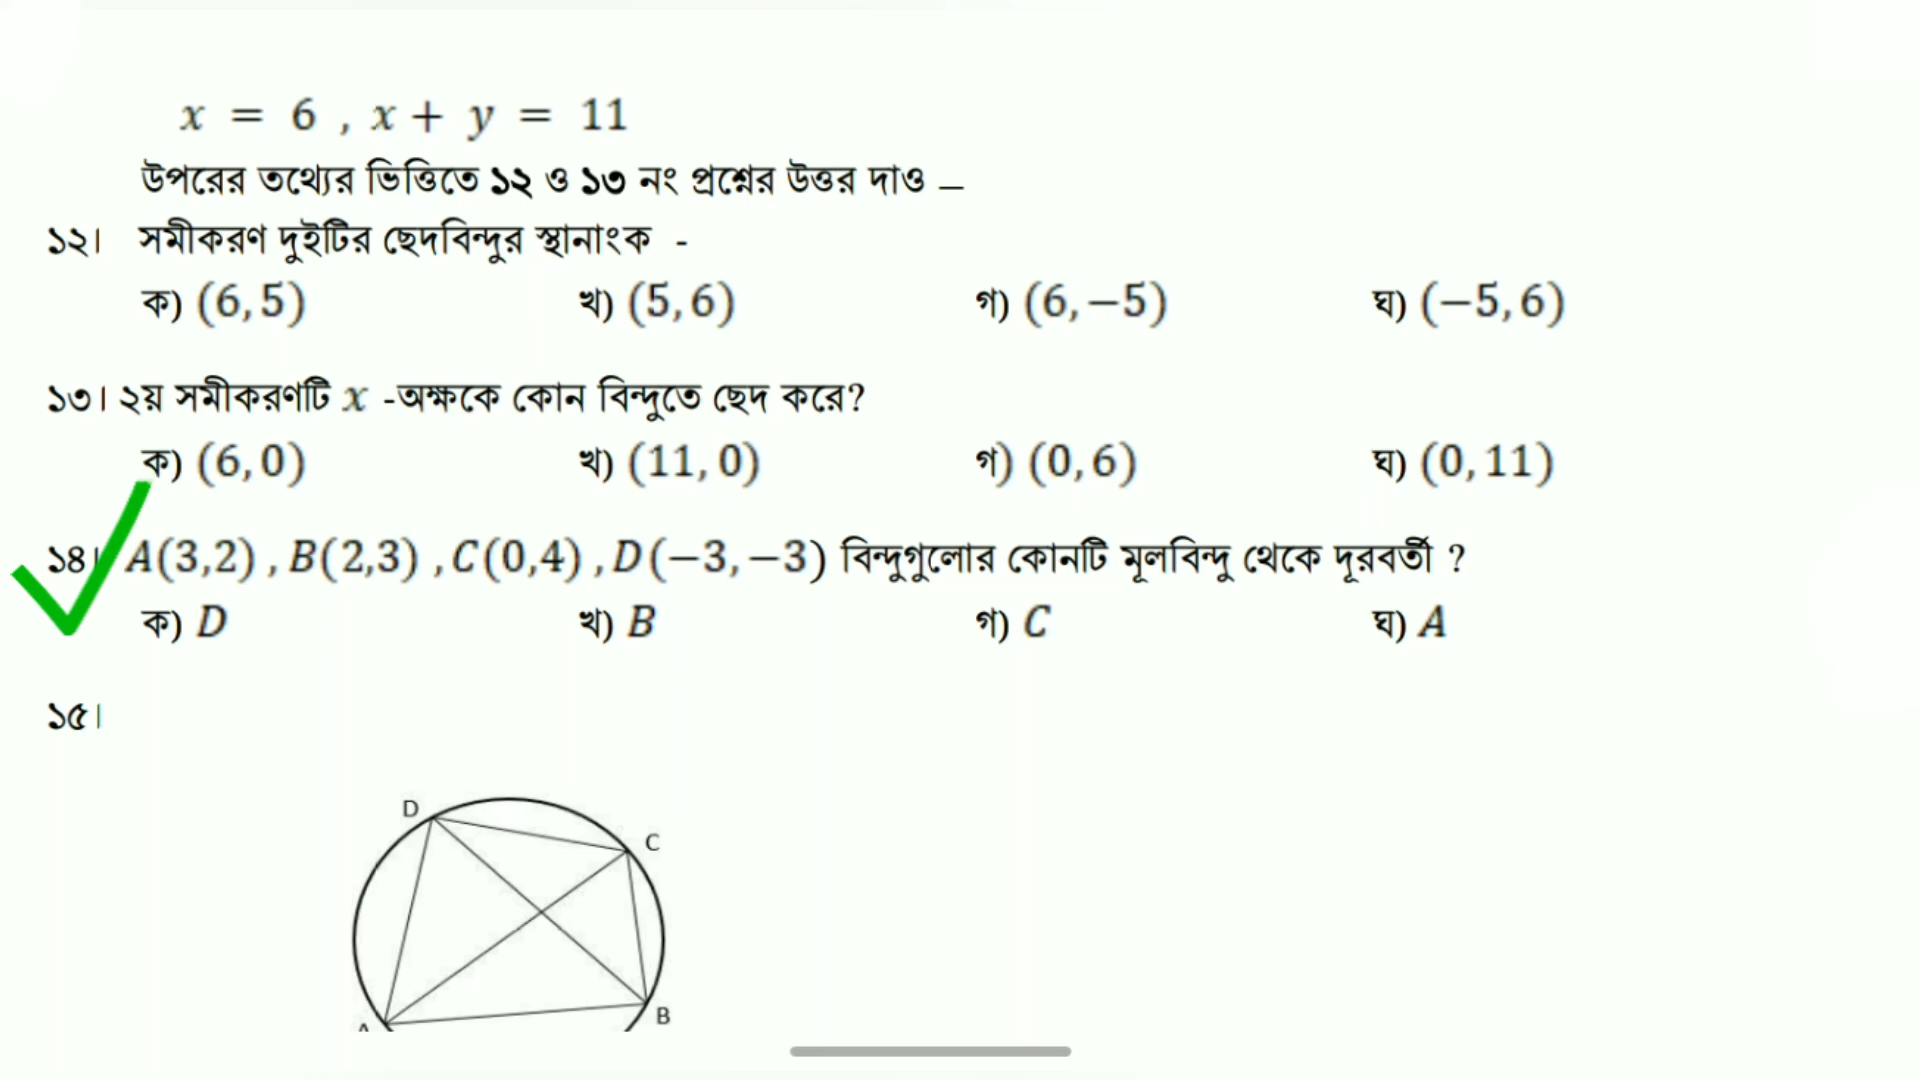 x = 6 , x + y = 11
উপরের তথ্যের ভিত্তিতে ১২ ও ১৩ নং প্রশ্নের উত্তর দাও –
১২। সমীকরণ দুইটির ছেদবিন্দুর স্থানাংক -
ক) (6, 5) খ) (5, 6) গ) (6, −5) ঘ) (−5, 6)
১৩। ২য় সমীকরণটি x -অক্ষকে কোন বিন্দুতে ছেদ করে?
ক) (6, 0) খ) (11, 0) গ) (0, 6) ঘ) (0, 11)
১৪। A(3,2) , B(2,3) , C(0,4) , D(−3, −3) বিন্দুগুলোর কোনটি মূলবিন্দু থেকে দূরবর্তী ?
ক) D খ) B গ) C ঘ) A
১৫।
D
C
A
B